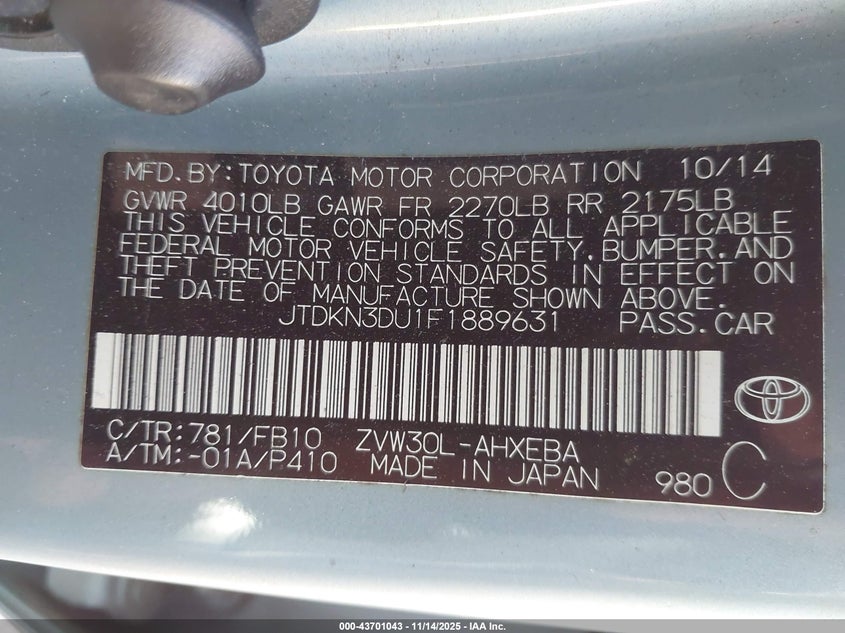 MFD.BY:TOYOTA MOTOR CORPORATION 10/14
GVWR 4010LB GAWR FR 2270LB RR 2175LB
THIS VEHICLE CONFORMS TO ALL APPLICABLE
FEDERAL MOTOR VEHICLE SAFETY,BUMPER,AND
THEFT PREVENTION STANDARDS IN EFFECT ON
THE DATE OF MANUFACTURE SHOWN ABOVE.
JTDKN3DU1F1889631 PASS.CAR
C/TR:781/FB10 ZVW30L-AHXEBA
A/TM:-01A/P410 MADE IN JAPAN 980 C
000-43701043 - 11/14/2025 - IAA Inc.